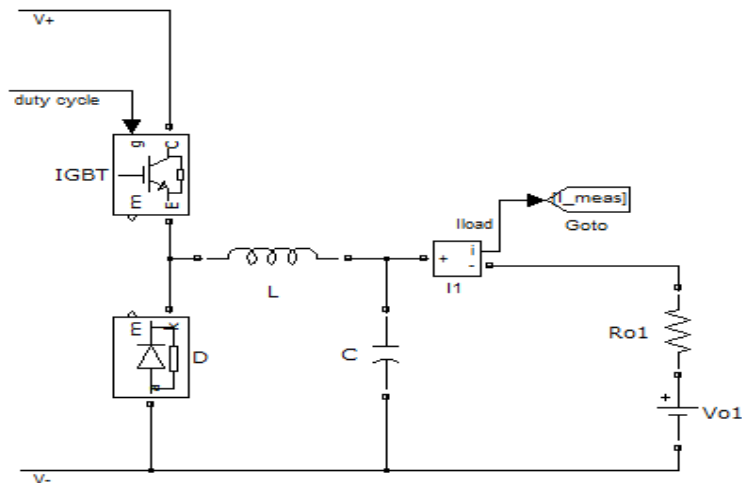 V+
duty cycle
g
C
IGBT
m
E
[I_meas]
Iload
Goto
+
i
-
I1
L
m
k
D
a
C
Ro1
+
Vo1
V-